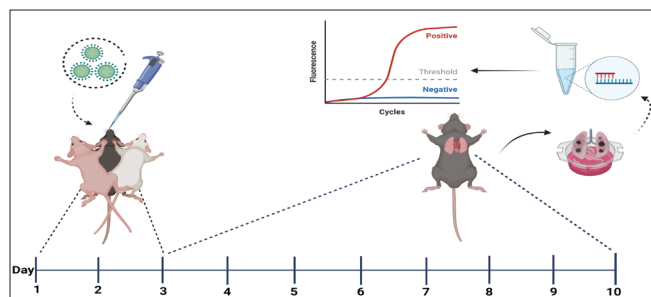 Fluorescence
Positive
Threshold
Negative
Cycles
Day
1 2 3 4 5 6 7 8 9 10